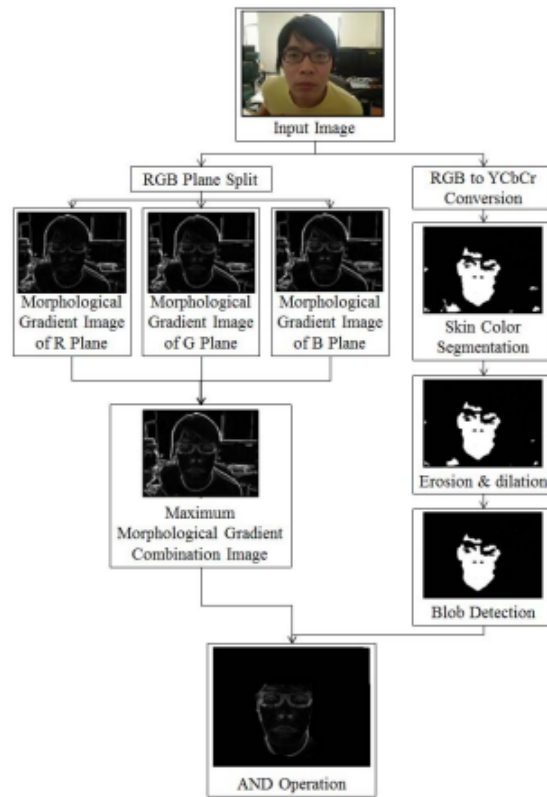 Input Image
RGB Plane Split
RGB to YCbCr
Conversion
Morphological
Gradient Image
of R Plane
Morphological
Gradient Image
of G Plane
Morphological
Gradient Image
of B Plane
Skin Color
Segmentation
Maximum
Morphological Gradient
Combination Image
Erosion & dilation
Blob Detection
AND Operation